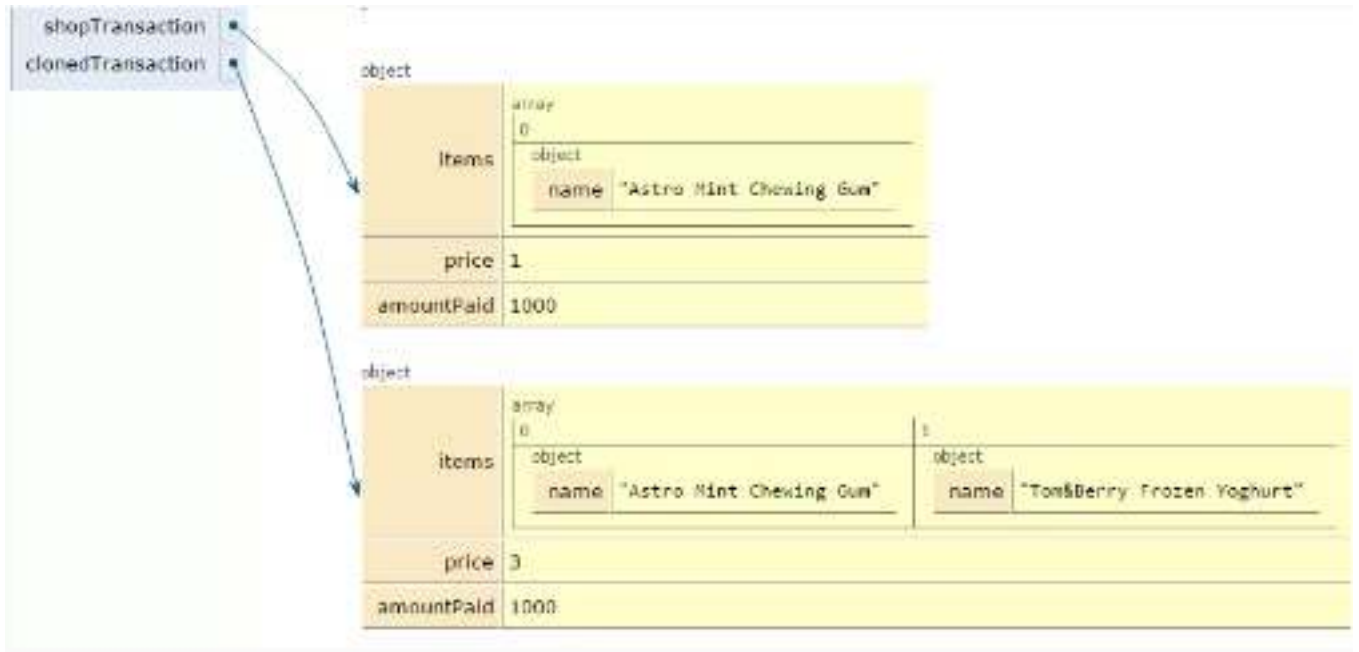 shopTransaction
clonedTransaction
object
array
0
items
object
name "Astro Mint Chewing Gum"
price 1
amountPaid 1000
object
array
0 1
items
object object
name "Astro Mint Chewing Gum" name "Tom&Berry Frozen Yoghurt"
price 3
amountPaid 1000